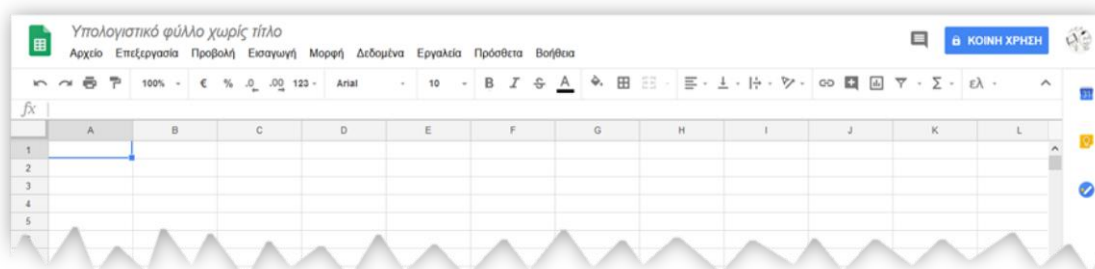 Υπολογιστικό φύλλο χωρίς τίτλο
Αρχείο Επεξεργασία Προβολή Εισαγωγή Μορφή Δεδομένα Εργαλεία Πρόσθετα Βοήθεια
ΚΟΙΝΗ ΧΡΗΣΗ
100% € % .0 .00 123 Arial 10 B I S A Σ ελ
fx
A B C D E F G H I J K L
1
2
3
4
5